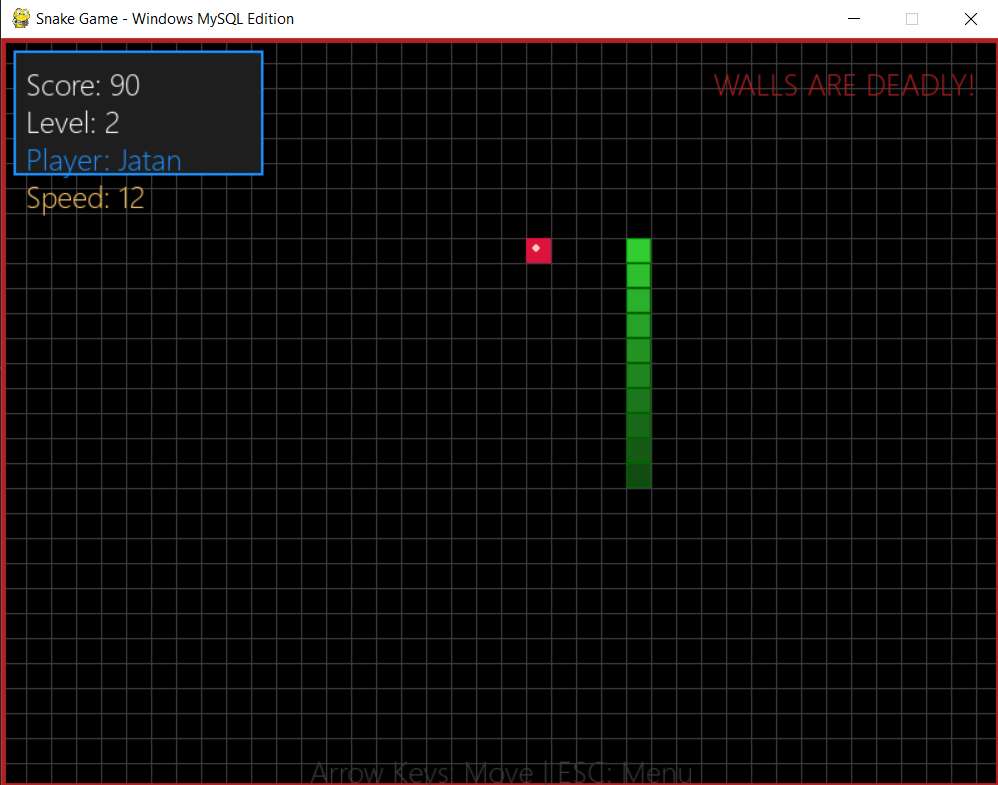 Snake Game - Windows MySQL Edition
Score: 90
WALLS ARE DEADLY!
Level: 2
Player: Jatan
Speed: 12
Arrow Keys: Move | ESC: Menu